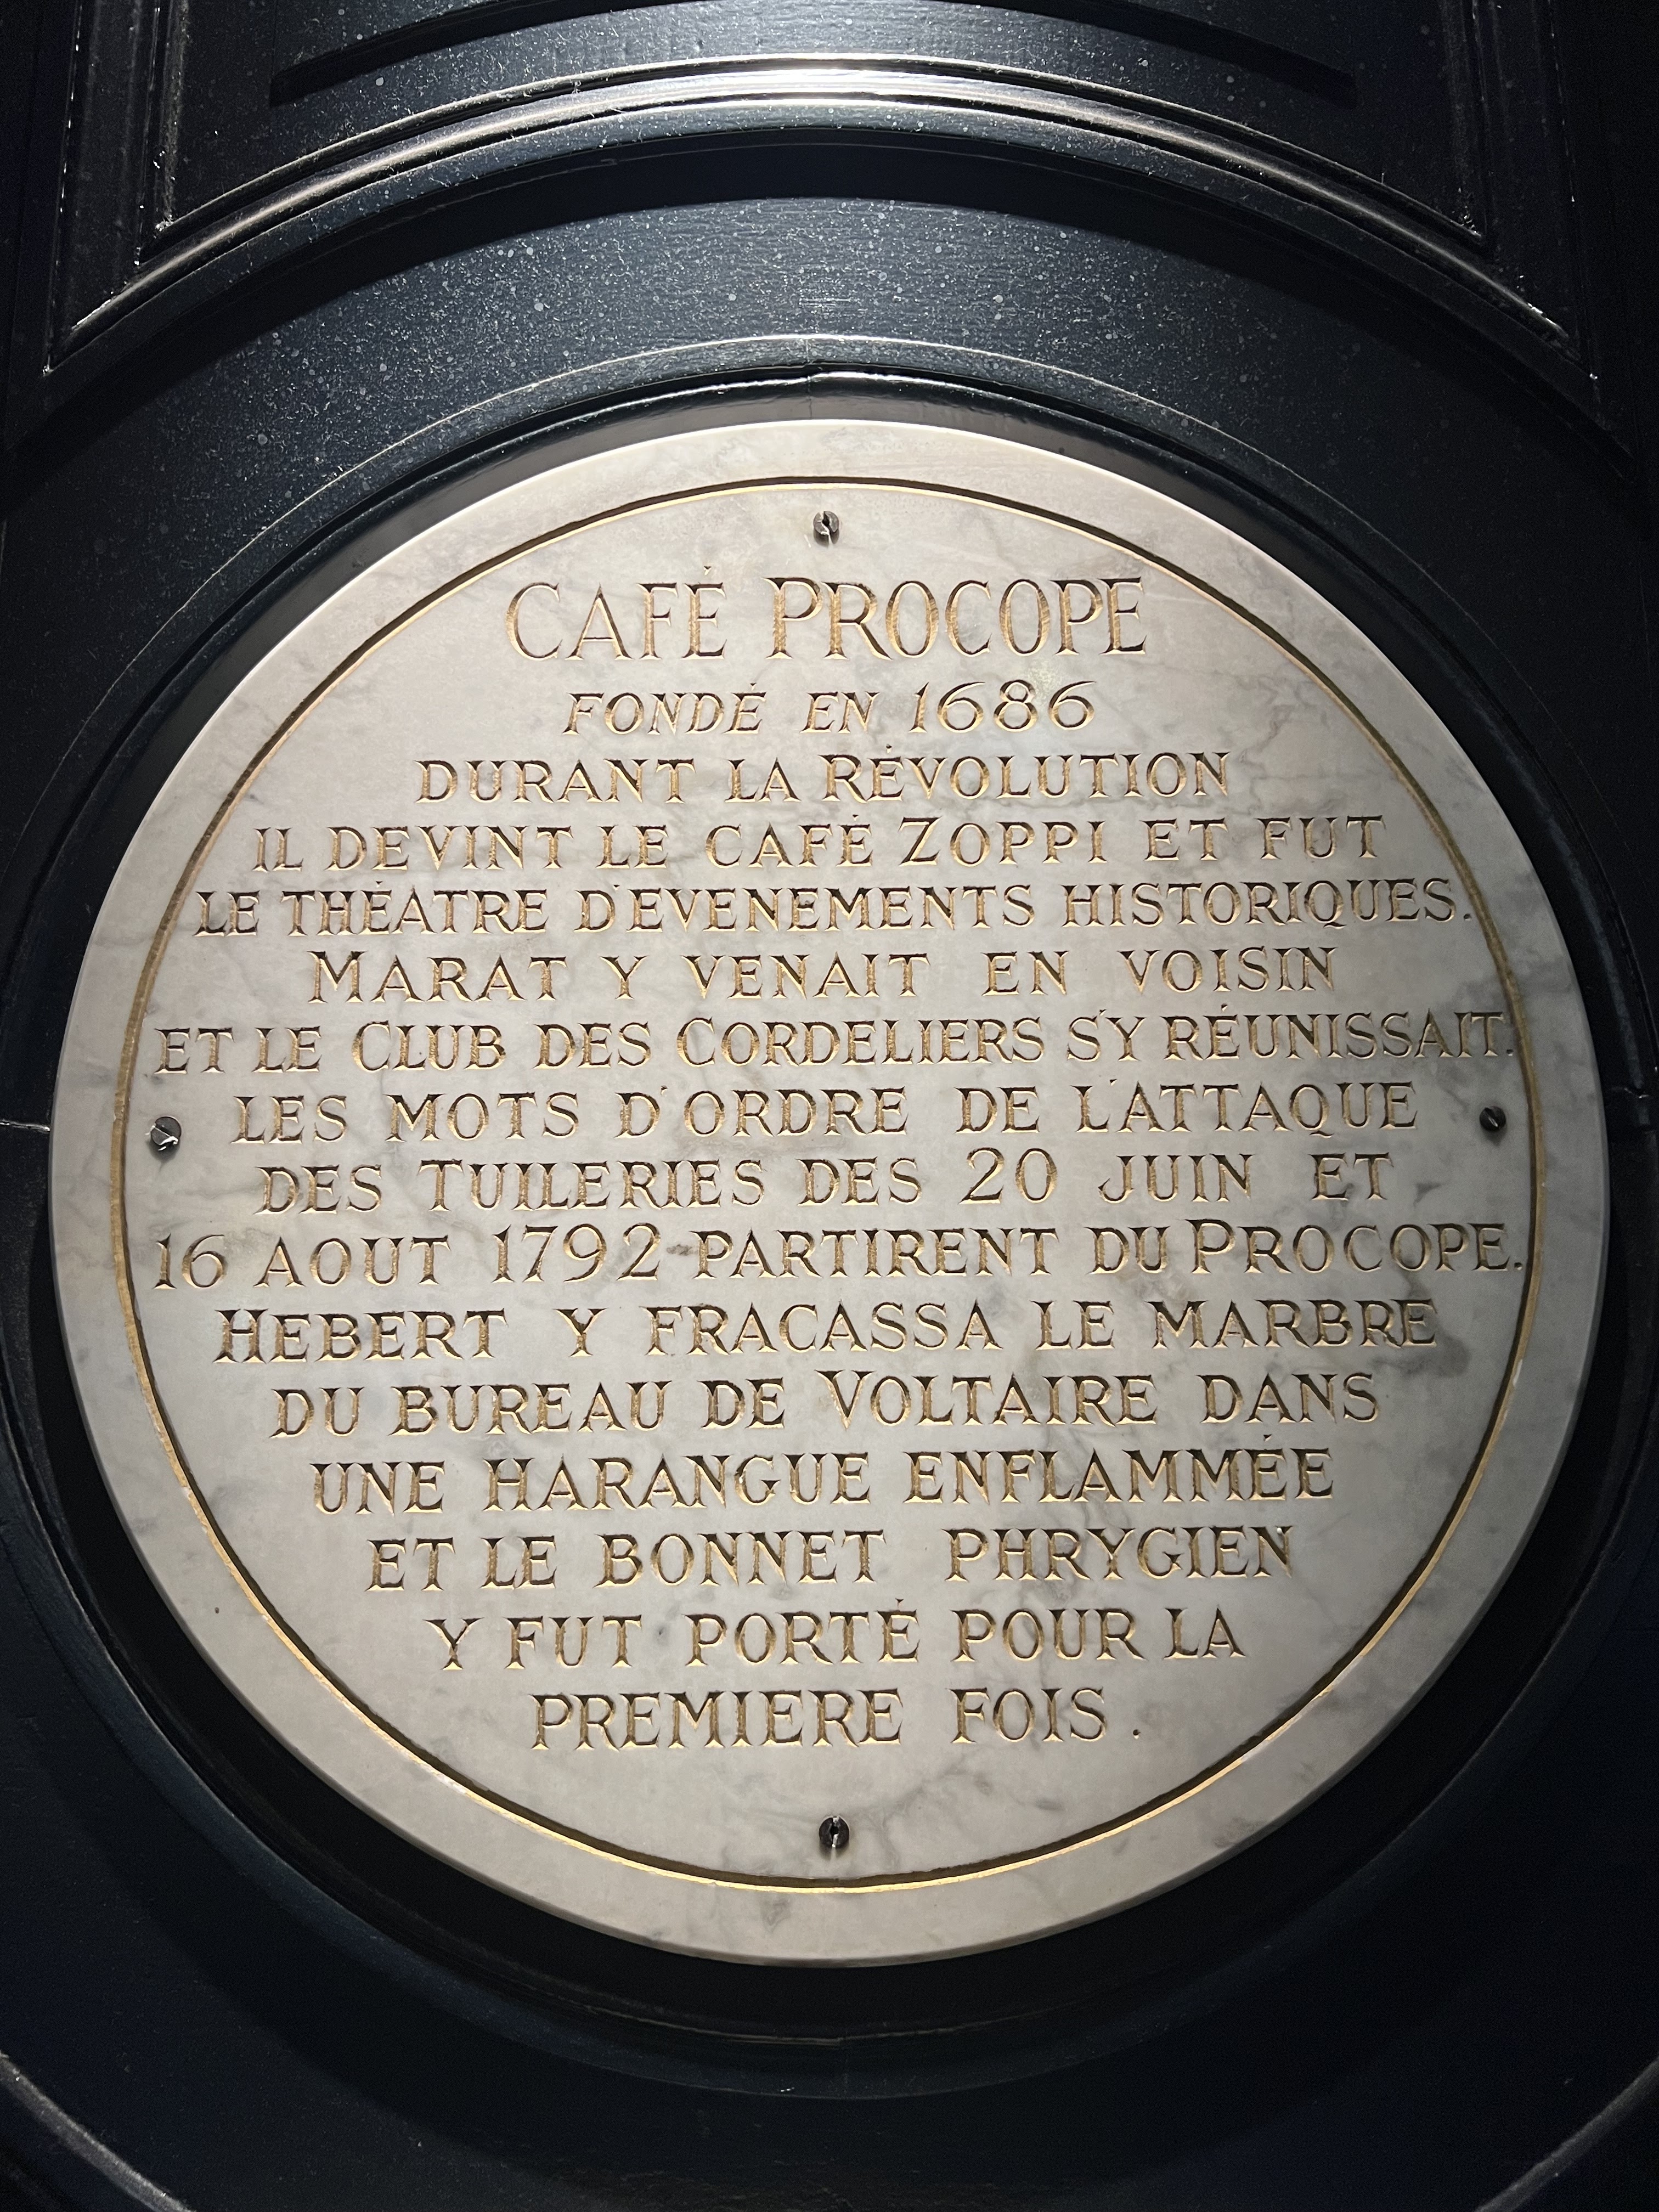 CAFÉ PROCOPE
FONDÉ EN 1686
DURANT LA RÉVOLUTION
IL DEVINT LE CAFÉ ZOPPI ET FUT
LE THÉATRE D'EVENEMENTS HISTORIQUES.
MARAT Y VENAIT EN VOISIN
ET LE CLUB DES CORDELIERS S'Y RÉUNISSAIT.
LES MOTS D'ORDRE DE L'ATTAQUE
DES TUILERIES DES 20 JUIN ET
16 AOUT 1792 PARTIRENT DU PROCOPE.
HEBERT Y FRACASSA LE MARBRE
DU BUREAU DE VOLTAIRE DANS
UNE HARANGUE ENFLAMMÉE
ET LE BONNET PHRYGIEN
Y FUT PORTÉ POUR LA
PREMIERE FOIS.